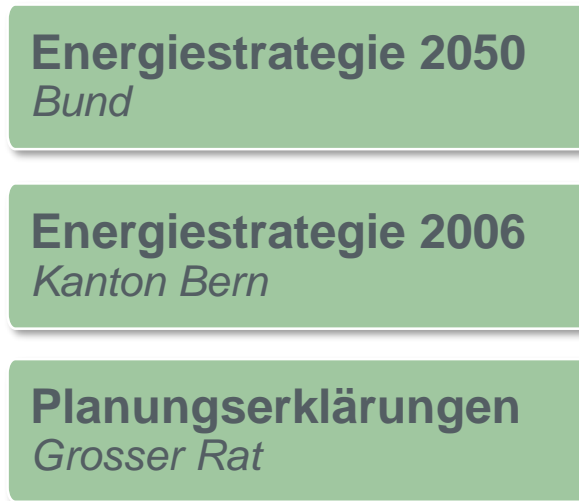 Energiestrategie 2050
Bund
Energiestrategie 2006
Kanton Bern
Planungserklärungen
Grosser Rat